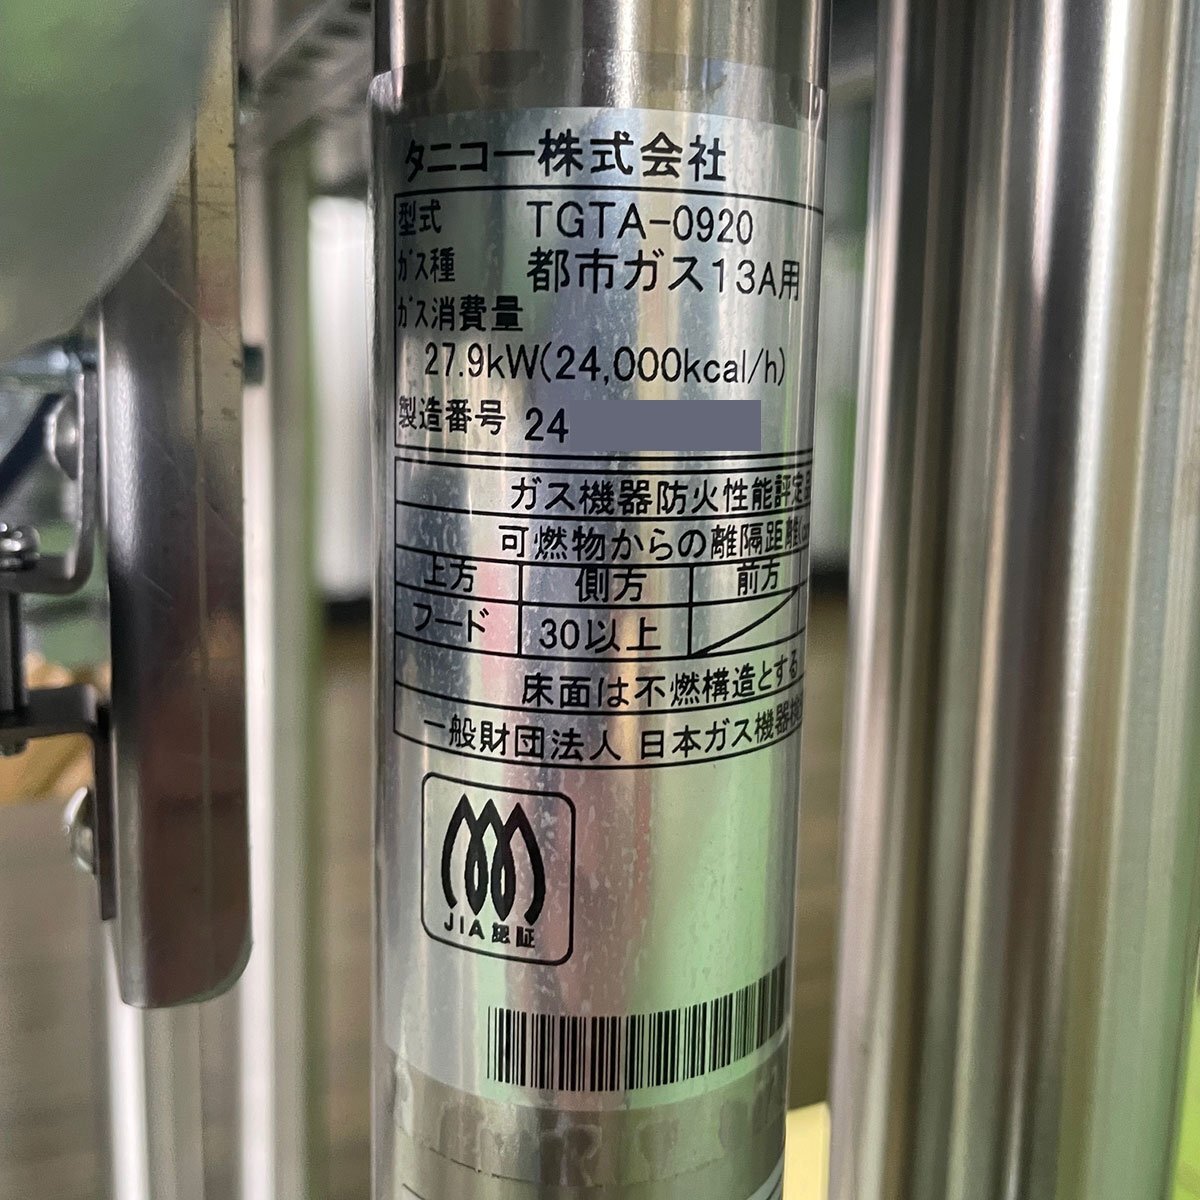 タニコー株式会社
型式 TGTA-0920
ガス種 都市ガス13A用
ガス消費量
27.9kW(24,000kcal/h)
製造番号 24
ガス機器防火性能評定
可燃物からの離隔距離
上方 側方 前方
フード 30以上
床面は不燃構造とする
一般財団法人 日本ガス機器検
JIA 認証